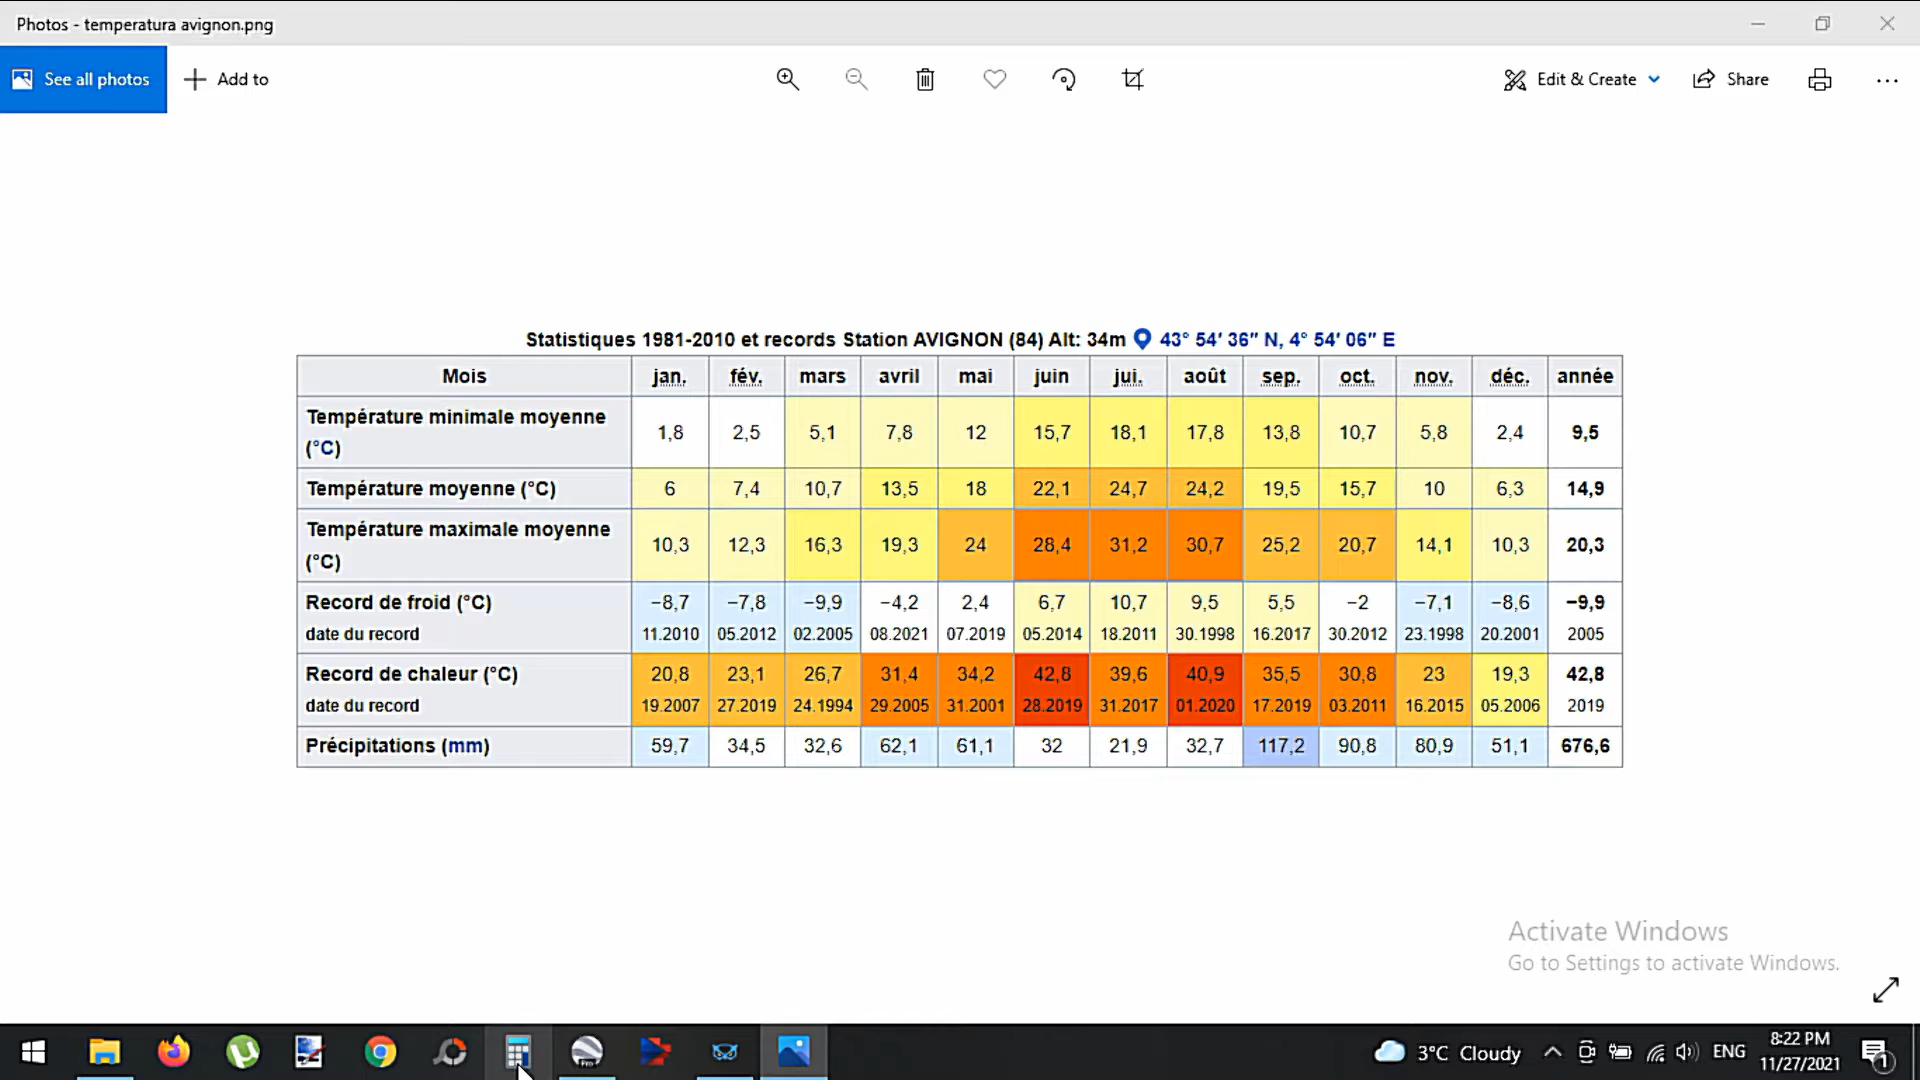 Photos - temperatura avignon.png
See all photos
Add to
Edit & Create
Share
Statistiques 1981-2010 et records Station AVIGNON (84) Alt: 34m 43° 54′ 36″ N, 4° 54′ 06″ E
Mois jan. fév. mars avril mai juin jui. août sep. oct. nov. déc. année
Température minimale moyenne (°C) 1,8 2,5 5,1 7,8 12 15,7 18,1 17,8 13,8 10,7 5,8 2,4 9,5
Température moyenne (°C) 6 7,4 10,7 13,5 18 22,1 24,7 24,2 19,5 15,7 10 6,3 14,9
Température maximale moyenne (°C) 10,3 12,3 16,3 19,3 24 28,4 31,2 30,7 25,2 20,7 14,1 10,3 20,3
Record de froid (°C) −8,7 −7,8 −9,9 −4,2 2,4 6,7 10,7 9,5 5,5 −2 −7,1 −8,6 −9,9
date du record 11.2010 05.2012 02.2005 08.2021 07.2019 05.2014 18.2011 30.1998 16.2017 30.2012 23.1998 20.2001 2005
Record de chaleur (°C) 20,8 23,1 26,7 31,4 34,2 42,8 39,6 40,9 35,5 30,8 23 19,3 42,8
date du record 19.2007 27.2019 24.1994 29.2005 31.2001 28.2019 31.2017 01.2020 17.2019 03.2011 16.2015 05.2006 2019
Précipitations (mm) 59,7 34,5 32,6 62,1 61,1 32 21,9 32,7 117,2 90,8 80,9 51,1 676,6
Activate Windows
Go to Settings to activate Windows.
3°C Cloudy
ENG
8:22 PM
11/27/2021
1